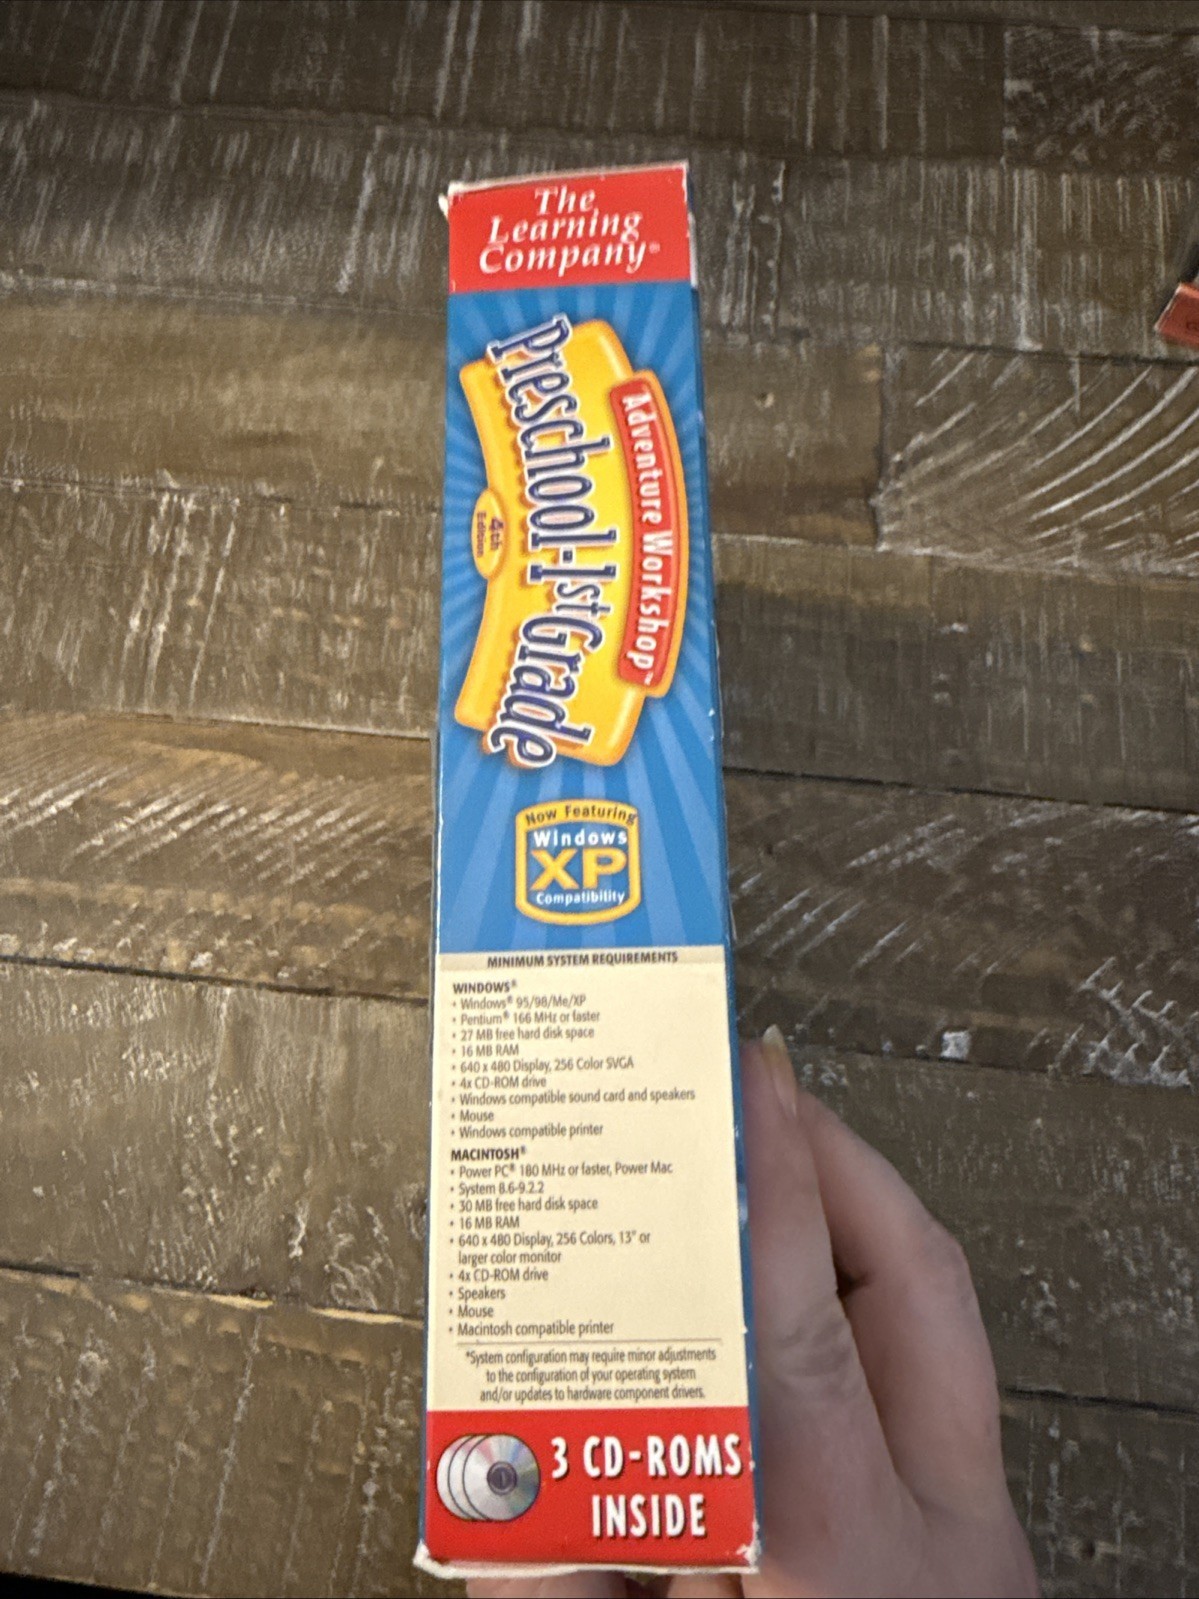 The
Learning
Company®
Adventure Workshop™
Preschool-1st Grade
4th
Edition
Now Featuring
Windows
XP
Compatibility
MINIMUM SYSTEM REQUIREMENTS
WINDOWS®
• Windows® 95/98/Me/XP
• Pentium® 166 MHz or faster
• 27 MB free hard disk space
• 16 MB RAM
• 640 x 480 Display, 256 Color SVGA
• 4x CD-ROM drive
• Windows compatible sound card and speakers
• Mouse
• Windows compatible printer
MACINTOSH®
• Power PC® 180 MHz or faster, Power Mac
• System 8.6-9.2.2
• 30 MB free hard disk space
• 16 MB RAM
• 640 x 480 Display, 256 Colors, 13" or
larger color monitor
• 4x CD-ROM drive
• Speakers
• Mouse
• Macintosh compatible printer
*System configuration may require minor adjustments
to the configuration of your operating system
and/or updates to hardware component drivers.
3 CD-ROMS
INSIDE